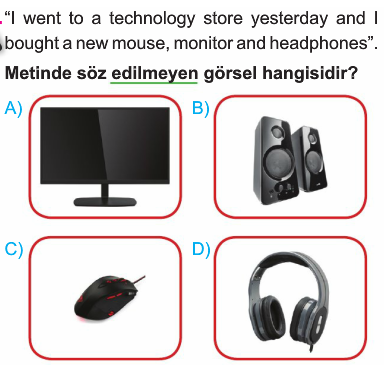 .“I went to a technology store yesterday and I
bought a new mouse, monitor and headphones”.
Metinde söz edilmeyen görsel hangisidir?
A)
B)
C)
D)